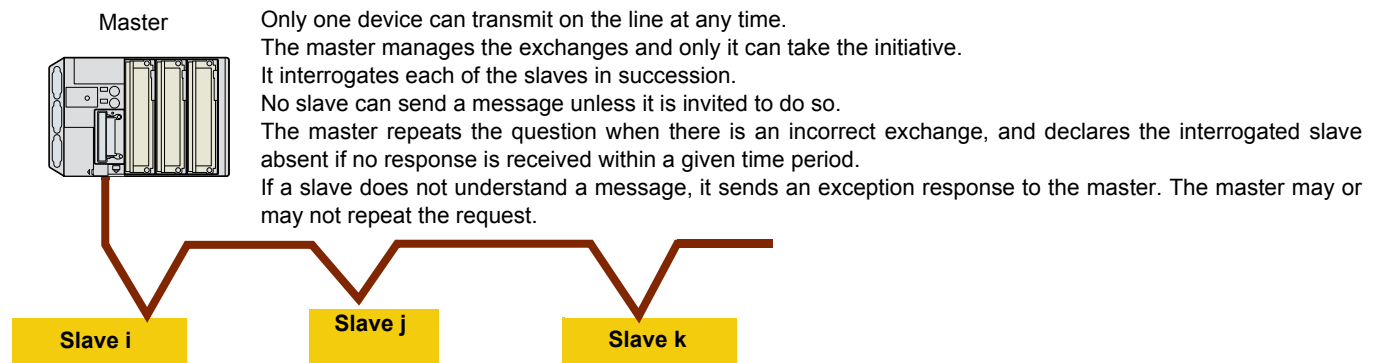 Master
Only one device can transmit on the line at any time.
The master manages the exchanges and only it can take the initiative.
It interrogates each of the slaves in succession.
No slave can send a message unless it is invited to do so.
The master repeats the question when there is an incorrect exchange, and declares the interrogated slave
absent if no response is received within a given time period.
If a slave does not understand a message, it sends an exception response to the master. The master may or
may not repeat the request.
Slave i
Slave j
Slave k